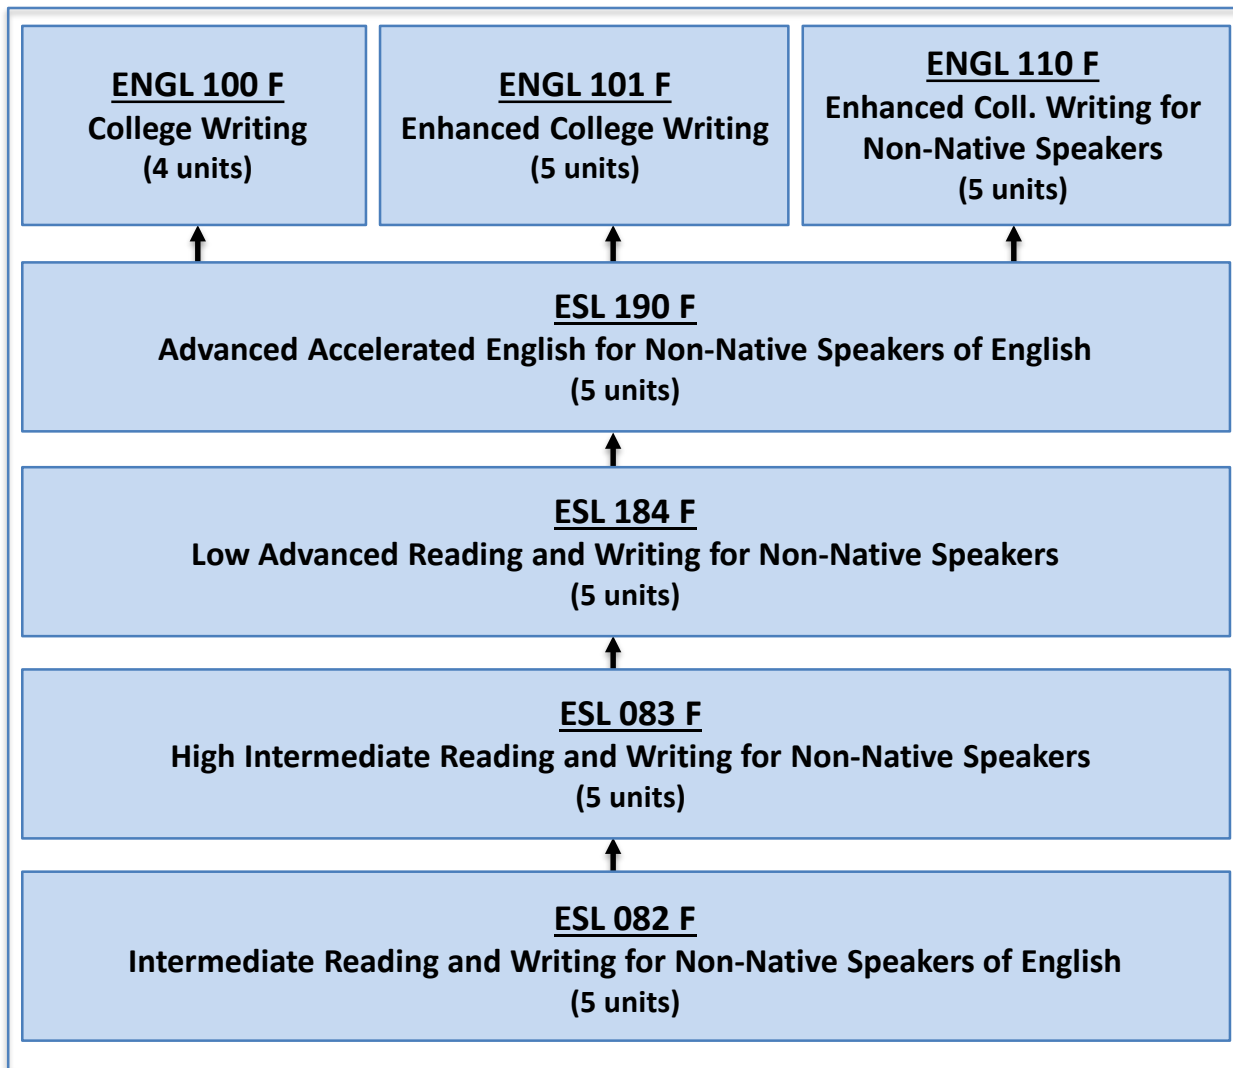 ENGL 100 F
College Writing
(4 units)
ENGL 101 F
Enhanced College Writing
(5 units)
ENGL 110 F
Enhanced Coll. Writing for
Non-Native Speakers
(5 units)
ESL 190 F
Advanced Accelerated English for Non-Native Speakers of English
(5 units)
ESL 184 F
Low Advanced Reading and Writing for Non-Native Speakers
(5 units)
ESL 083 F
High Intermediate Reading and Writing for Non-Native Speakers
(5 units)
ESL 082 F
Intermediate Reading and Writing for Non-Native Speakers of English
(5 units)